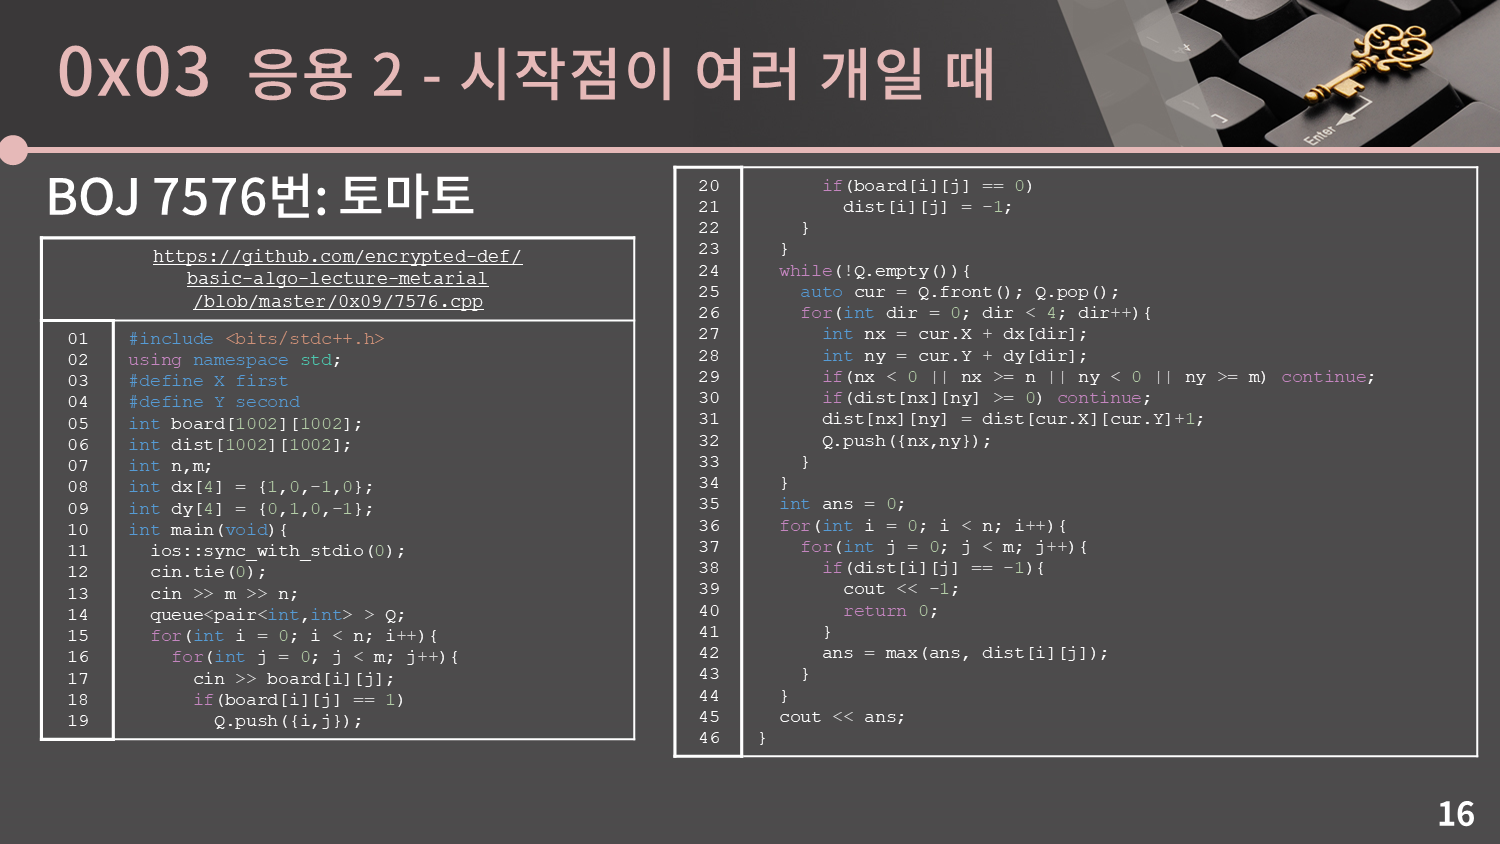 0x03 응용 2 - 시작점이 여러 개일 때
BOJ 7576번: 토마토
https://github.com/encrypted-def/
basic-algo-lecture-metarial
/blob/master/0x09/7576.cpp
01 #include <bits/stdc++.h>
02 using namespace std;
03 #define X first
04 #define Y second
05 int board[1002][1002];
06 int dist[1002][1002];
07 int n,m;
08 int dx[4] = {1,0,-1,0};
09 int dy[4] = {0,1,0,-1};
10 int main(void){
11   ios::sync_with_stdio(0);
12   cin.tie(0);
13   cin >> m >> n;
14   queue<pair<int,int> > Q;
15   for(int i = 0; i < n; i++){
16     for(int j = 0; j < m; j++){
17       cin >> board[i][j];
18       if(board[i][j] == 1)
19         Q.push({i,j});
20       if(board[i][j] == 0)
21         dist[i][j] = -1;
22     }
23   }
24   while(!Q.empty()){
25     auto cur = Q.front(); Q.pop();
26     for(int dir = 0; dir < 4; dir++){
27       int nx = cur.X + dx[dir];
28       int ny = cur.Y + dy[dir];
29       if(nx < 0 || nx >= n || ny < 0 || ny >= m) continue;
30       if(dist[nx][ny] >= 0) continue;
31       dist[nx][ny] = dist[cur.X][cur.Y]+1;
32       Q.push({nx,ny});
33     }
34   }
35   int ans = 0;
36   for(int i = 0; i < n; i++){
37     for(int j = 0; j < m; j++){
38       if(dist[i][j] == -1){
39         cout << -1;
40         return 0;
41       }
42       ans = max(ans, dist[i][j]);
43     }
44   }
45   cout << ans;
46 }
Enter
16